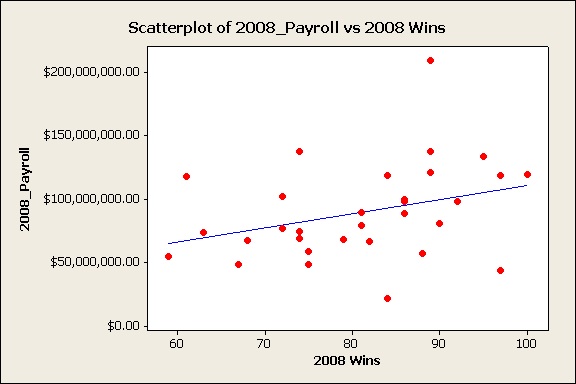 Scatterplot of 2008_Payroll vs 2008 Wins
2008_Payroll
$200,000,000.00
$150,000,000.00
$100,000,000.00
$50,000,000.00
$0.00
60 70 80 90 100
2008 Wins